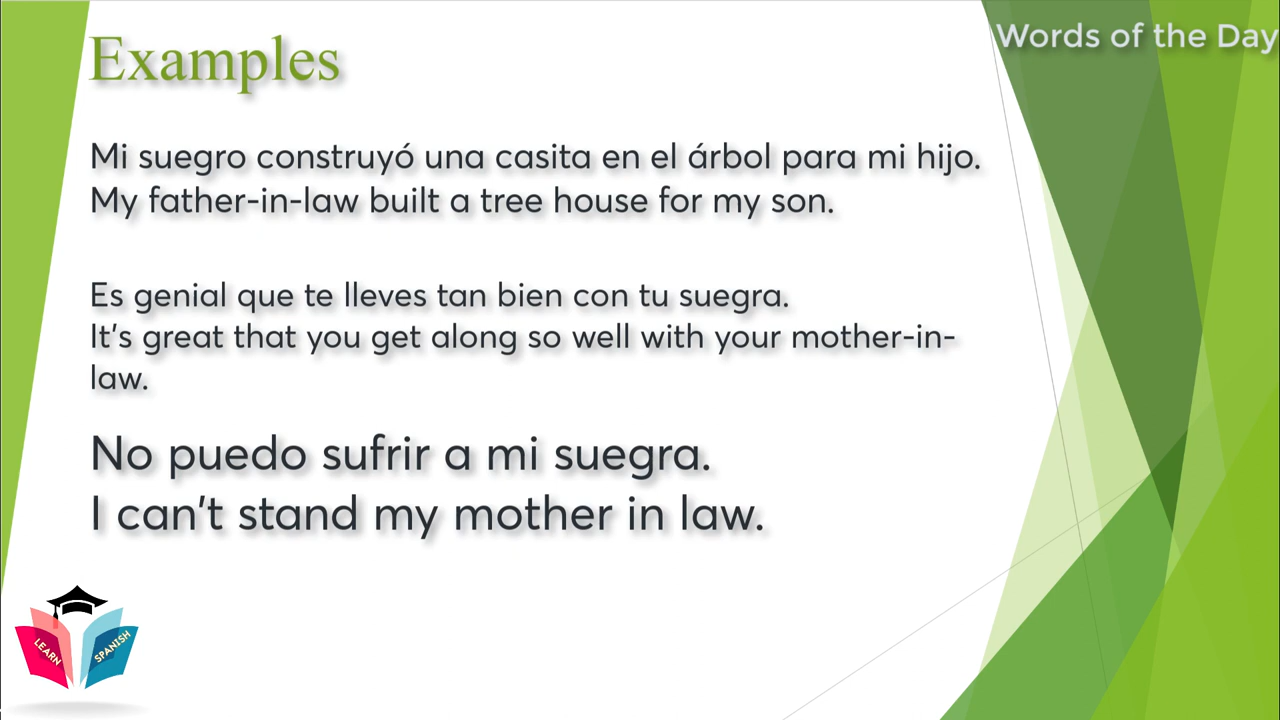 Words of the Day
Examples
Mi suegro construyó una casita en el árbol para mi hijo.
My father-in-law built a tree house for my son.
Es genial que te lleves tan bien con tu suegra.
It's great that you get along so well with your mother-in-
law.
No puedo sufrir a mi suegra.
I can't stand my mother in law.
LEARN
SPANISH